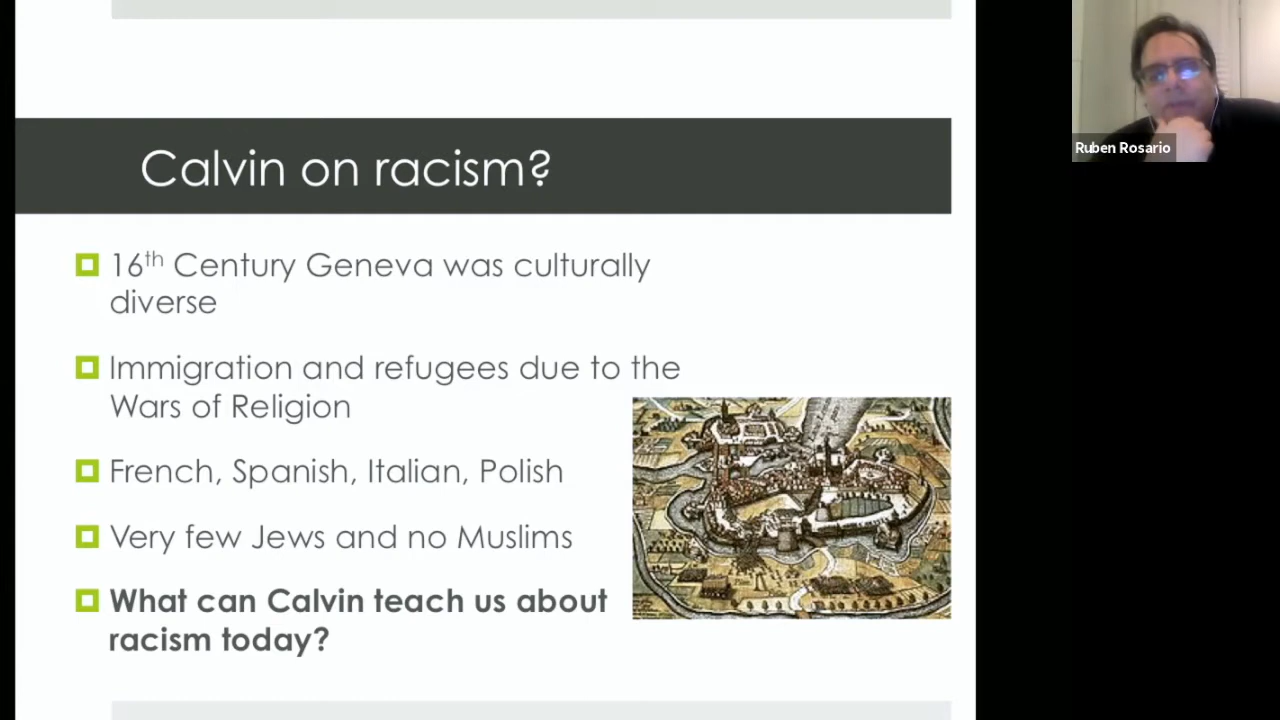 Calvin on racism?
16th Century Geneva was culturally
diverse
Immigration and refugees due to the
Wars of Religion
French, Spanish, Italian, Polish
Very few Jews and no Muslims
What can Calvin teach us about
racism today?
Ruben Rosario